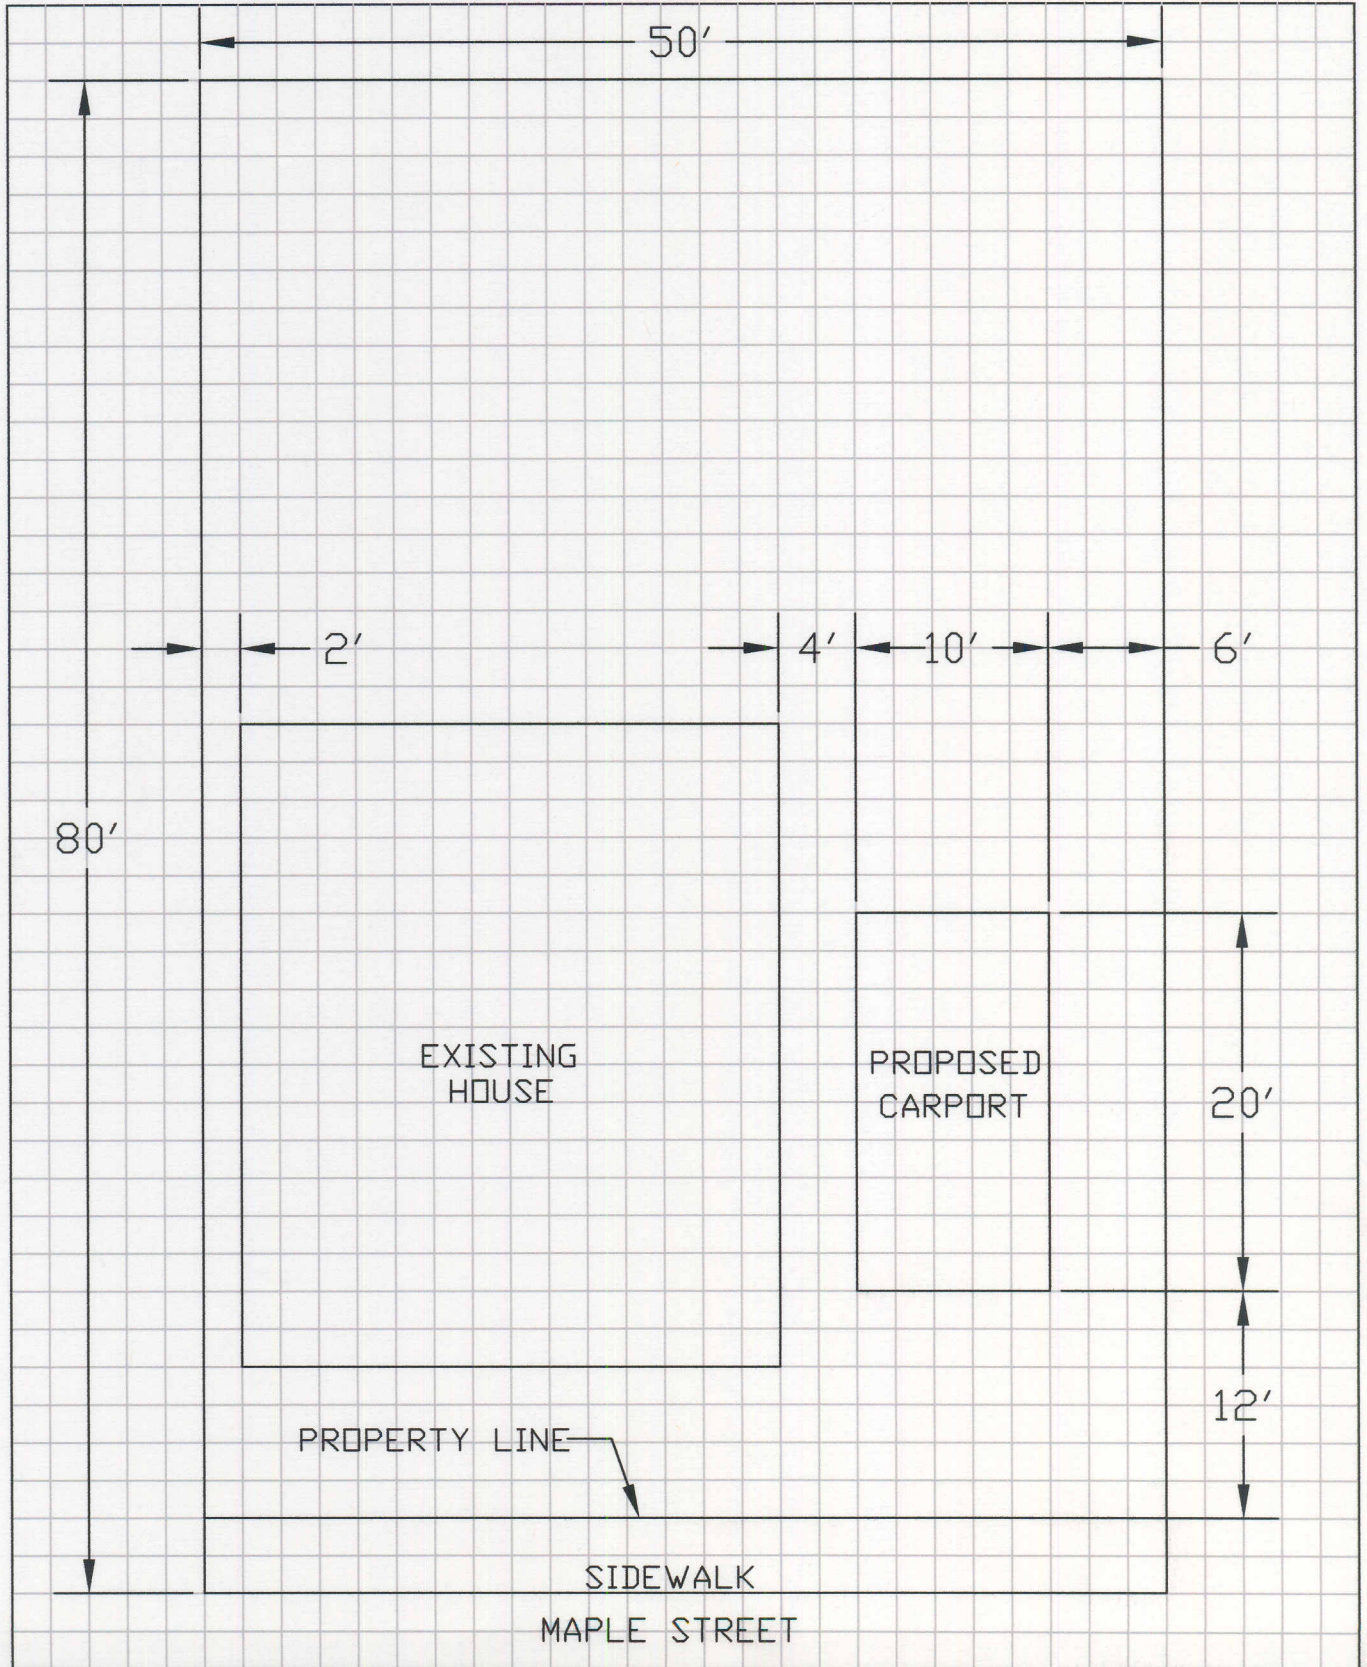 50'
2'
4'
10'
6'
80'
EXISTING
HOUSE
PROPOSED
CARPORT
20'
12'
PROPERTY LINE
SIDEWALK
MAPLE STREET